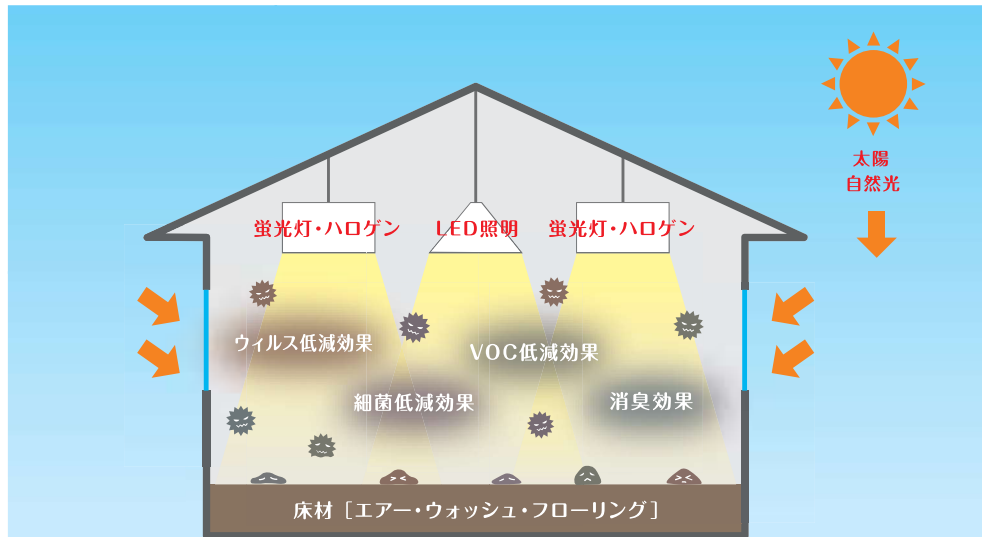 太陽
自然光
蛍光灯・ハロゲン
LED照明
蛍光灯・ハロゲン
ウィルス低減効果
VOC低減効果
細菌低減効果
消臭効果
床材［エアー・ウォッシュ・フローリング］